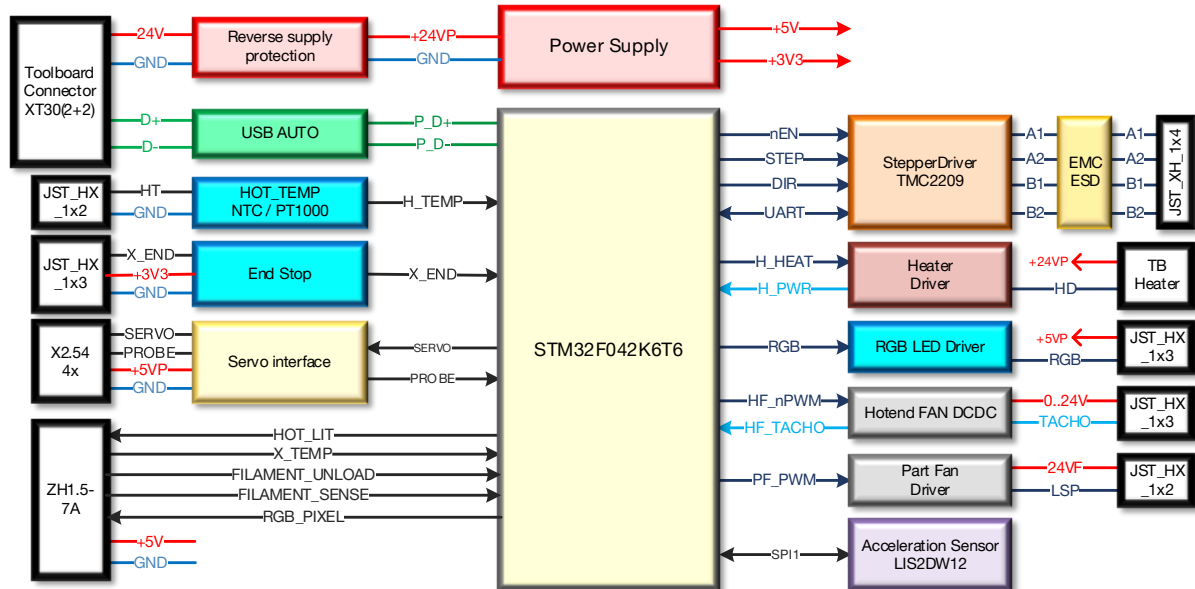 Toolboard
Connector
XT30(2+2)
24V
GND
D+
D-
Reverse supply
protection
+24VP
GND
Power Supply
+5V
+3V3
USB AUTO
P_D+
P_D-
JST_HX
_1x2
HT
GND
HOT_TEMP
NTC / PT1000
H_TEMP
JST_HX
_1x3
X_END
+3V3
GND
End Stop
X_END
X2.54
4x
SERVO
PROBE
+5VP
GND
Servo interface
SERVO
PROBE
ZH1.5-
7A
HOT_LIT
X_TEMP
FILAMENT_UNLOAD
FILAMENT_SENSE
RGB_PIXEL
+5V
GND
STM32F042K6T6
nEN
STEP
DIR
UART
StepperDriver
TMC2209
A1
A2
B1
B2
EMC
ESD
A1
A2
B1
B2
JST_XH_1x4
H_HEAT
H_PWR
Heater
Driver
+24VP
HD
TB
Heater
RGB
RGB LED Driver
+5VP
RGB
JST_HX
_1x3
HF_nPWM
HF_TACHO
Hotend FAN DCDC
0..24V
TACHO
JST_HX
_1x3
PF_PWM
Part Fan
Driver
24VF
LSP
JST_HX
_1x2
SPI1
Acceleration Sensor
LIS2DW12